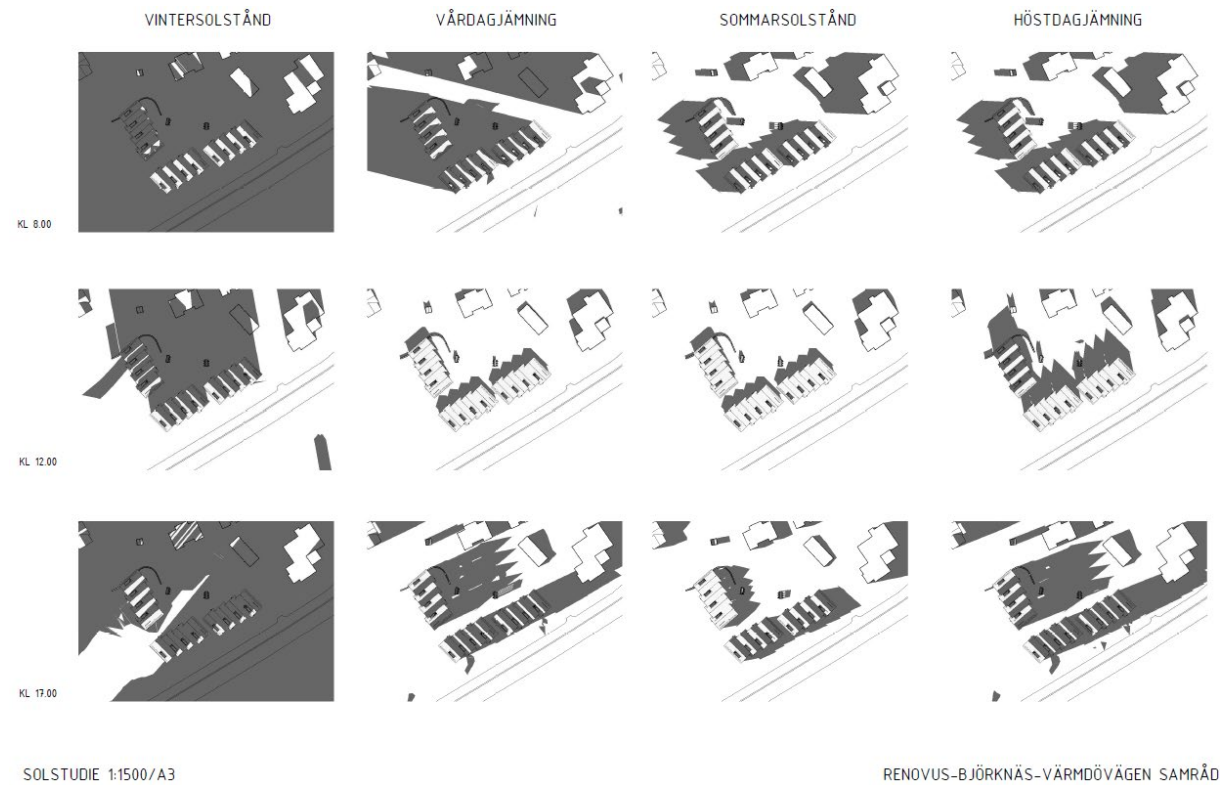 VINTERSOLSTÅND VÅRDAGJÄMNING SOMMARSOLSTÅND HÖSTDAGJÄMNING
KL 8.00
KL 12.00
KL 17.00
SOLSTUDIE 1:1500/A3 RENOVUS-BJÖRKNÄS-VÄRMDÖVÄGEN SAMRÅD